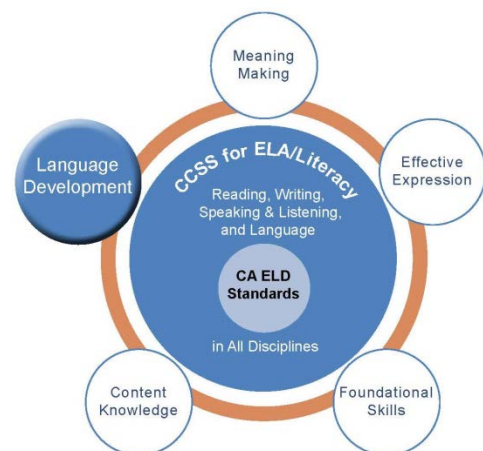 Meaning
Making
Language
Development
Effective
Expression
CCSS for ELA/Literacy
Reading, Writing,
Speaking & Listening,
and Language
CA ELD
Standards
in All Disciplines
Content
Knowledge
Foundational
Skills